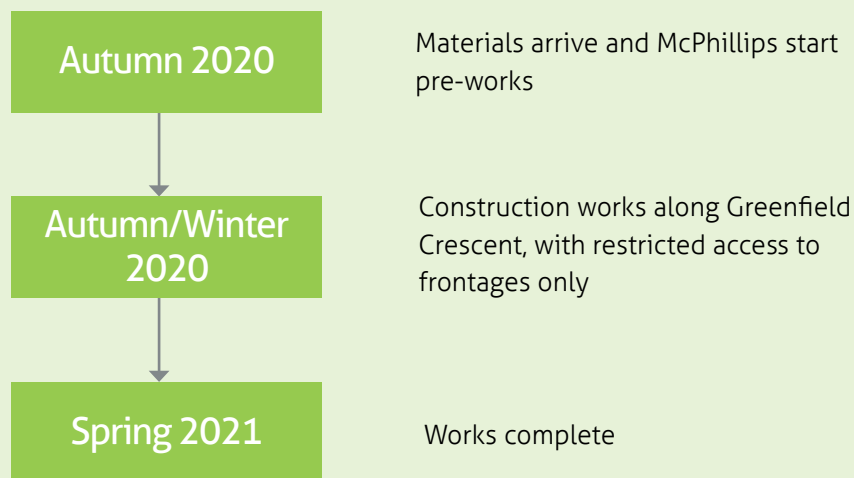 Autumn 2020
Materials arrive and McPhillips start
pre-works
Autumn/Winter
2020
Construction works along Greenfield
Crescent, with restricted access to
frontages only
Spring 2021
Works complete